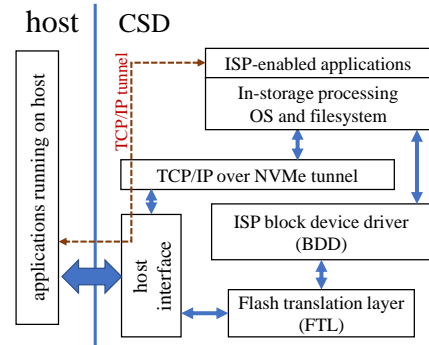 host
CSD
applications running on host
TCP/IP tunnel
ISP-enabled applications
In-storage processing
OS and filesystem
TCP/IP over NVMe tunnel
ISP block device driver
(BDD)
host
interface
Flash translation layer
(FTL)